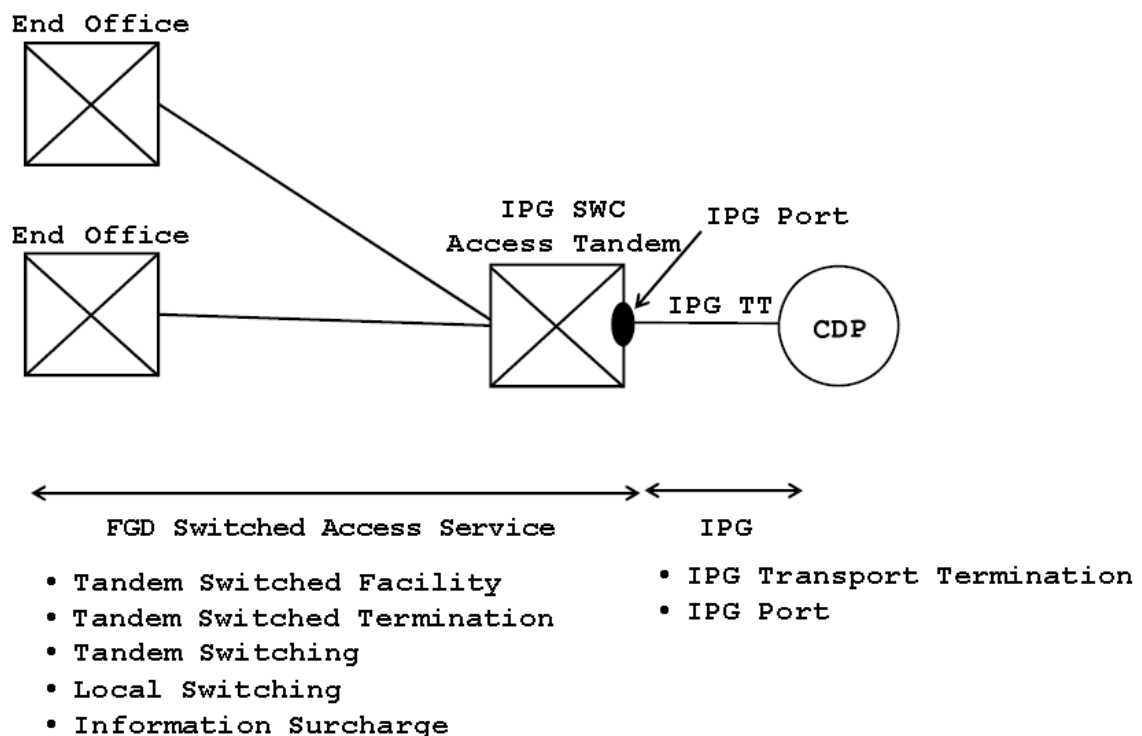 End Office
End Office
IPG SWC
Access Tandem
IPG Port
IPG TT
CDP
FGD Switched Access Service
• Tandem Switched Facility
• Tandem Switched Termination
• Tandem Switching
• Local Switching
• Information Surcharge
IPG
• IPG Transport Termination
• IPG Port